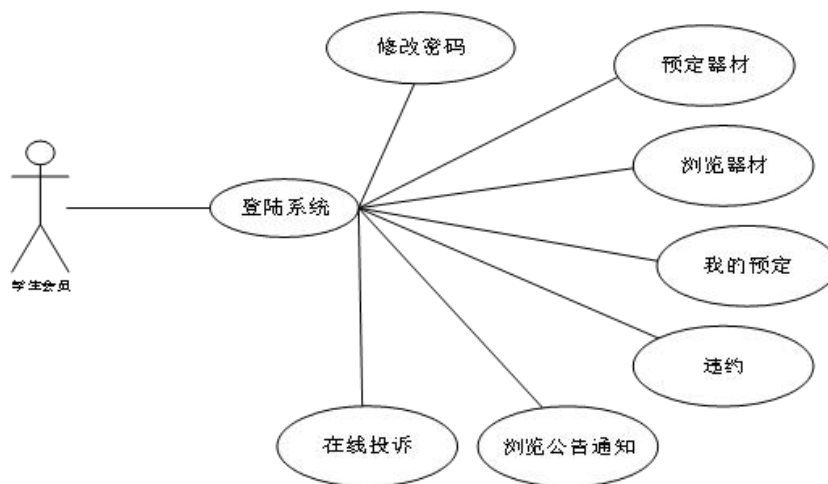 修改密码
预定器材
浏览器材
登陆系统
我的预定
学生会员
违约
在线投诉
浏览公告通知